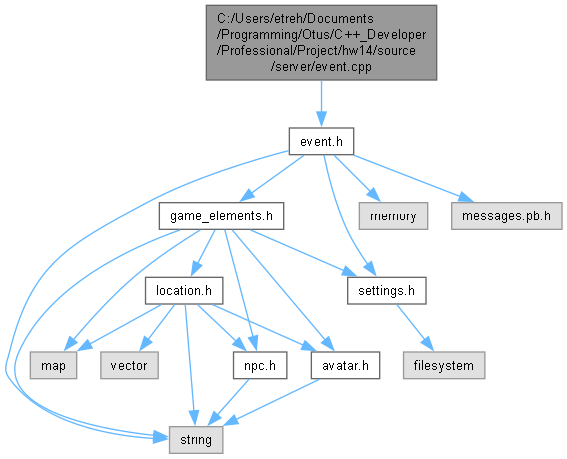 C:/Users/etreh/Documents
/Programming/Otus/C++_Developer
/Professional/Project/hw14/source
/server/event.cpp
event.h
game_elements.h
memory
messages.pb.h
location.h
settings.h
map
vector
npc.h
avatar.h
filesystem
string